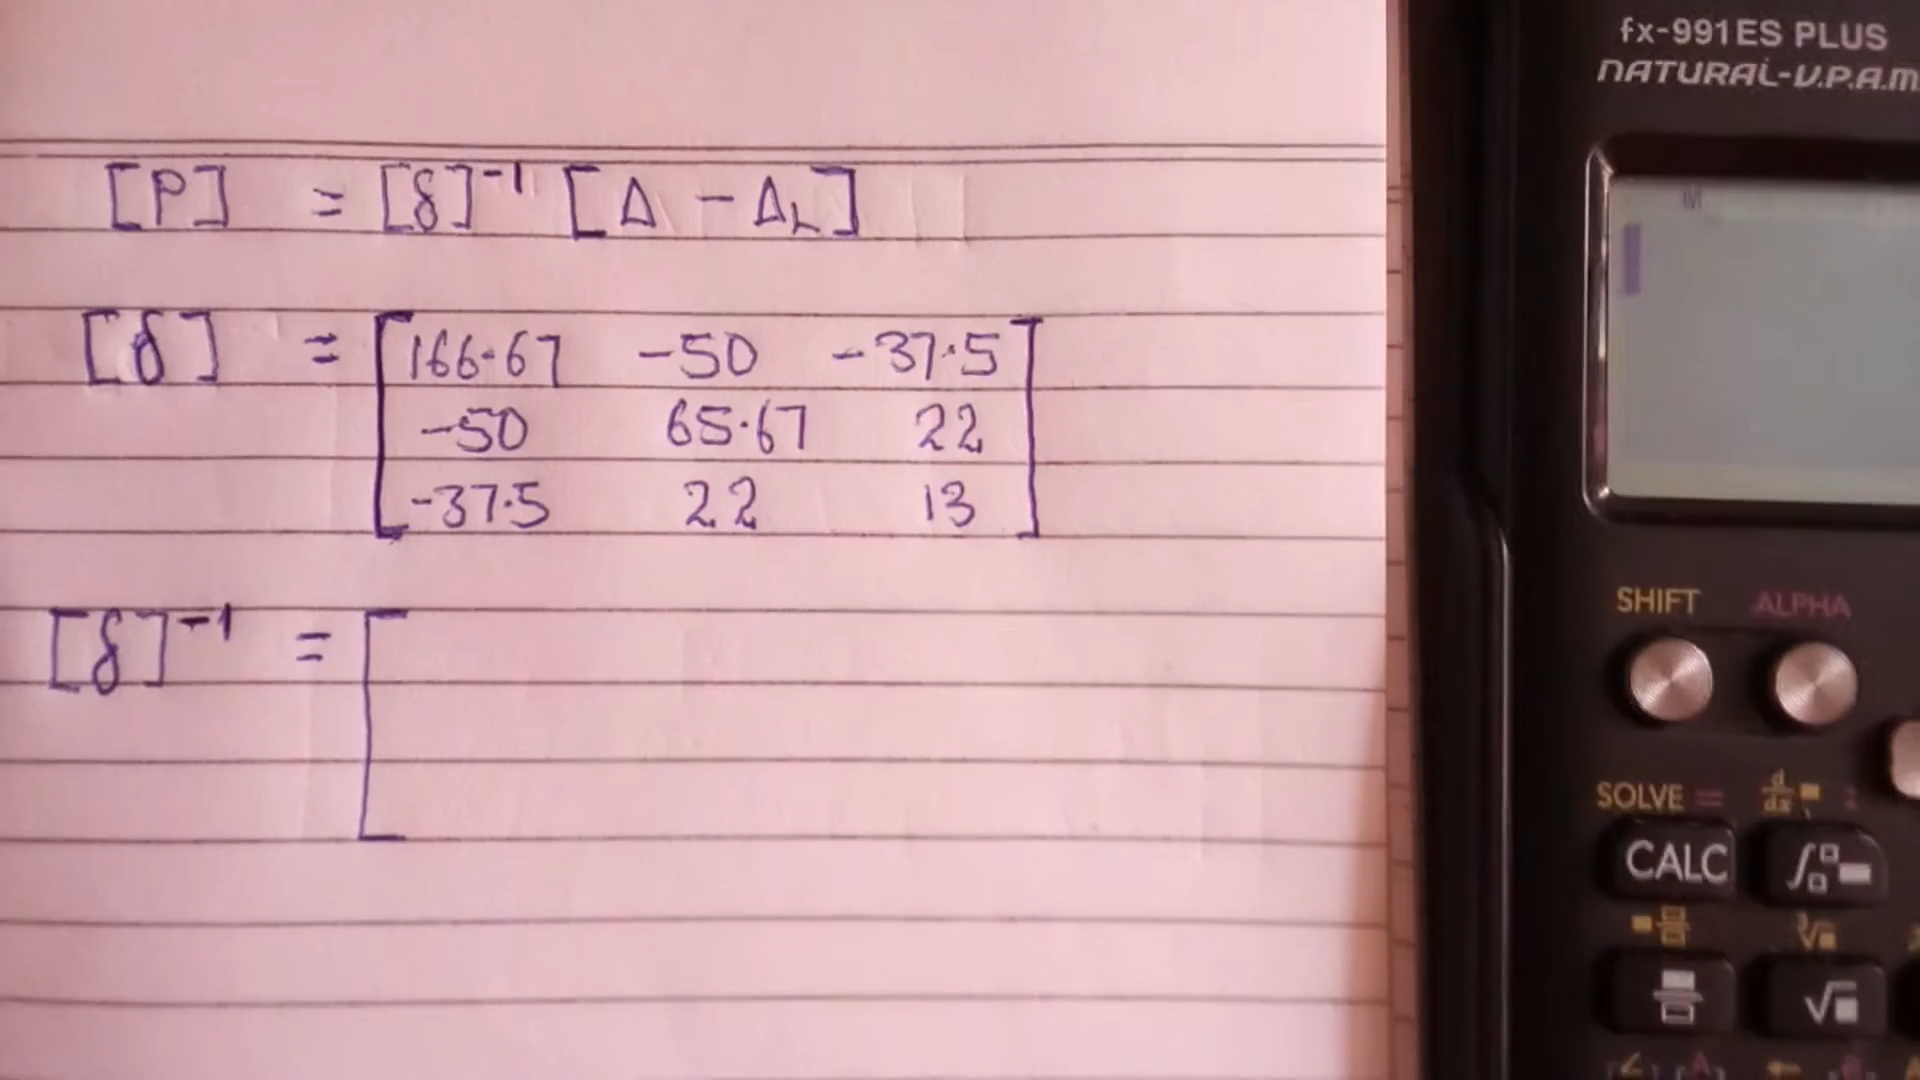 fx-991ES PLUS
NATURAL-V.P.A.M.
[P] = [δ]⁻¹ [Δ - Δ_L]
[δ] = [166.67 -50 -37.5
-50 65.67 22
-37.5 22 13]
[δ]⁻¹ = [
M
SHIFT ALPHA
SOLVE = d/dx :
CALC ∫
√